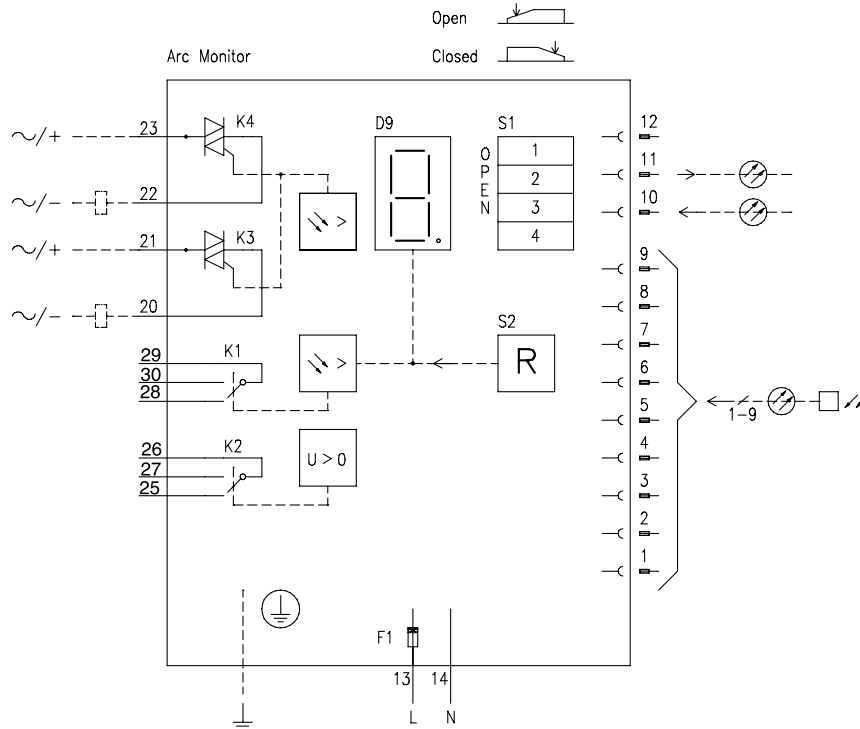 Open
Closed
Arc Monitor
~/+ 23 K4
~/- 22
~/+ 21 K3
~/- 20
>
D9
8.
S1
OPEN
1
2
3
4
12
11
10
9
8
7
6
5
4
3
2
1
1-9
S2
R
29 K1
30
28
>
26 K2
27
25
U>0
F1
13 14
L N